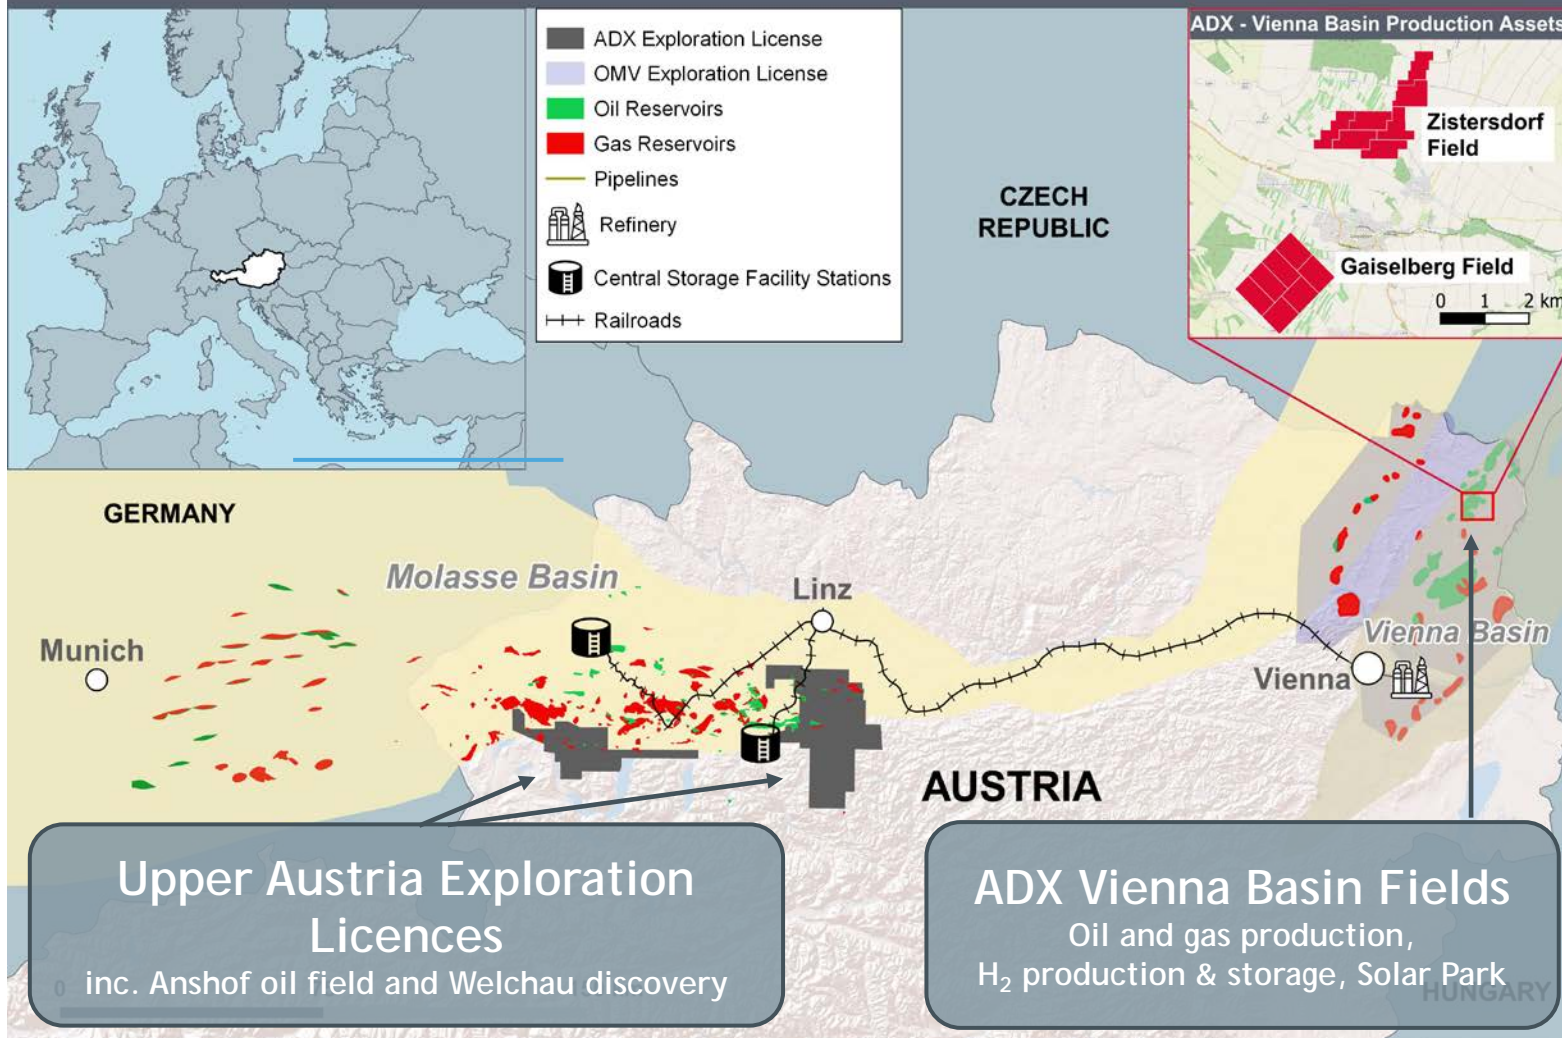 ADX Exploration License
OMV Exploration License
Oil Reservoirs
Gas Reservoirs
Pipelines
Refinery
Central Storage Facility Stations
Railroads
ADX - Vienna Basin Production Assets
Zistersdorf
Field
Gaiselberg Field
0 1 2 km
CZECH
REPUBLIC
GERMANY
Molasse Basin
Linz
Munich
Vienna Basin
Vienna
AUSTRIA
Upper Austria Exploration
Licences
inc. Anshof oil field and Welchau discovery
0
ADX Vienna Basin Fields
Oil and gas production,
H₂ production & storage, Solar Park
HUNGARY